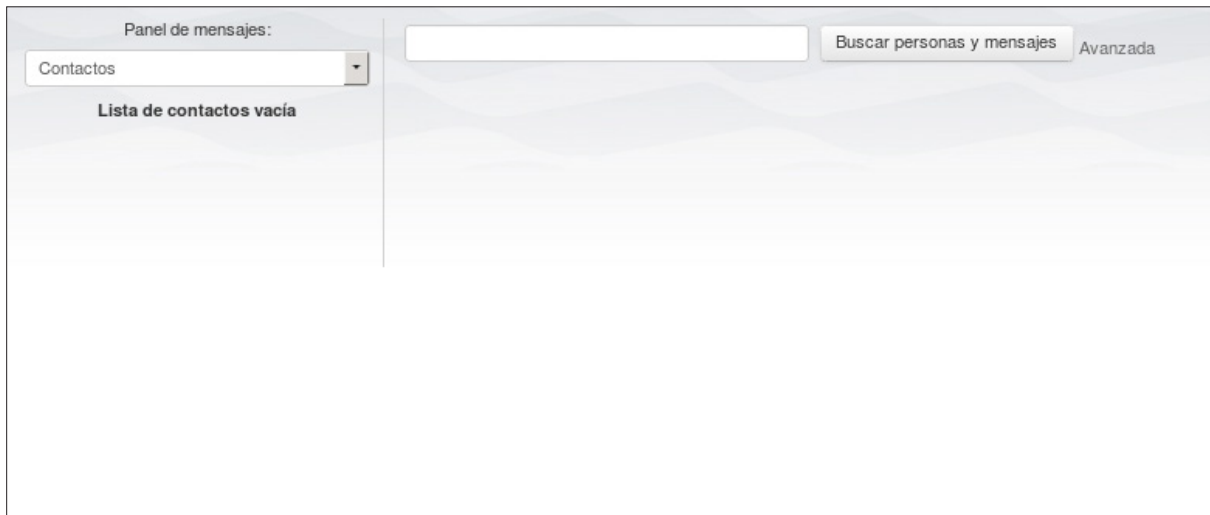 Panel de mensajes:
Contactos
Lista de contactos vacía
Buscar personas y mensajes
Avanzada